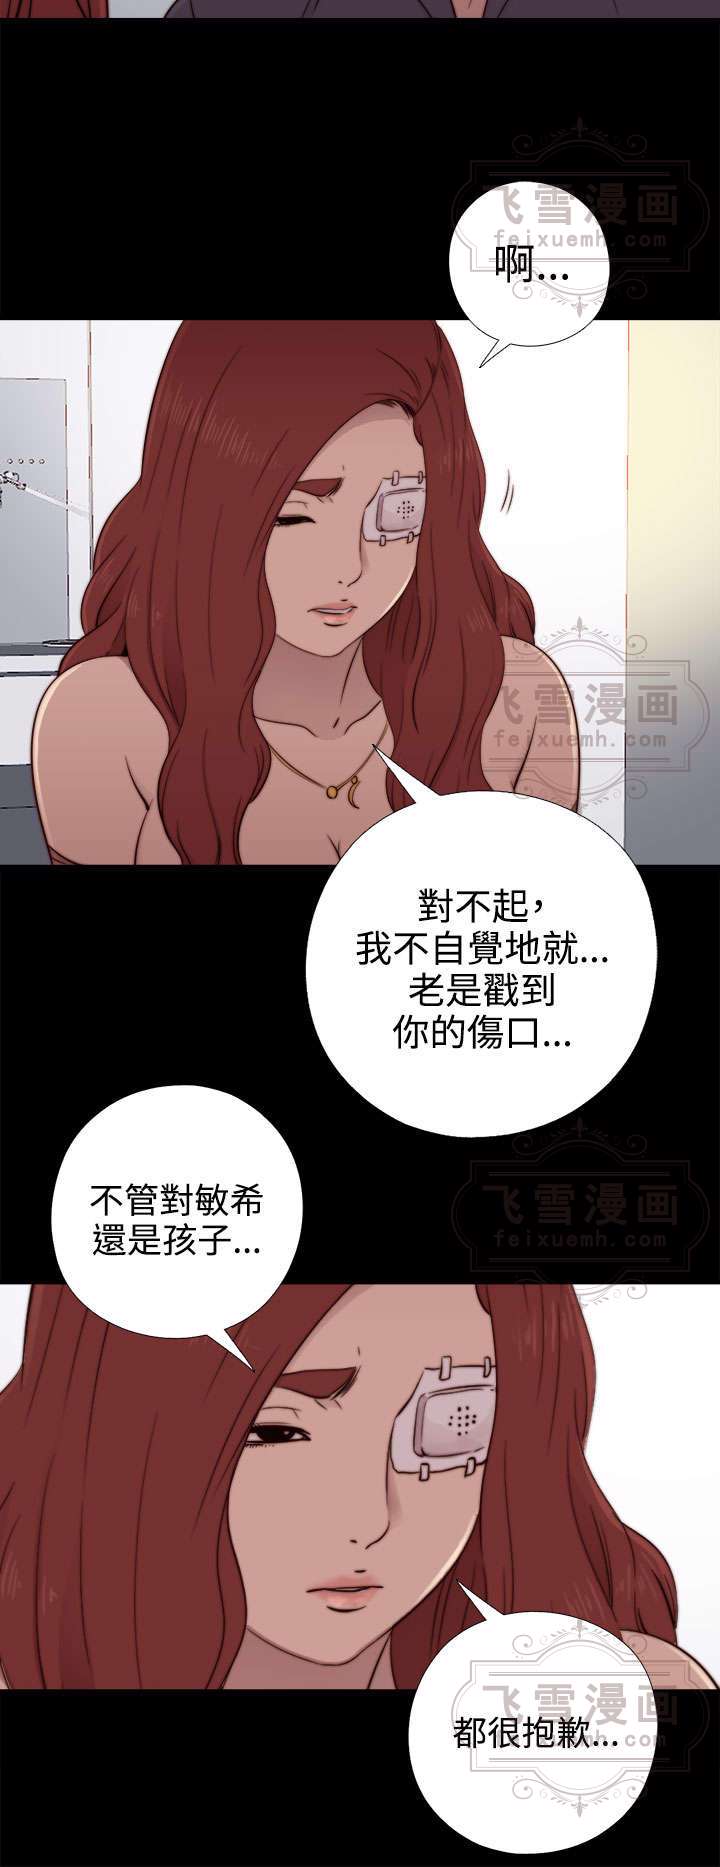 飞雪漫画
feixuemh.com
啊...
飞雪漫画
feixuemh.com
對不起，
我不自覺地就...
老是戳到
你的傷口...
不管對敏希
還是孩子...
飞雪漫画
feixuemh.com
都很抱歉...
飞雪漫画
feixuemh.com